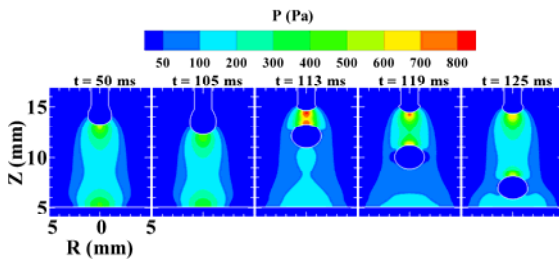 P (Pa)
50 100 200 300 400 500 600 700 800
t = 50 ms t = 105 ms t = 113 ms t = 119 ms t = 125 ms
Z (mm)
15
10
5
5 0 5
R (mm)